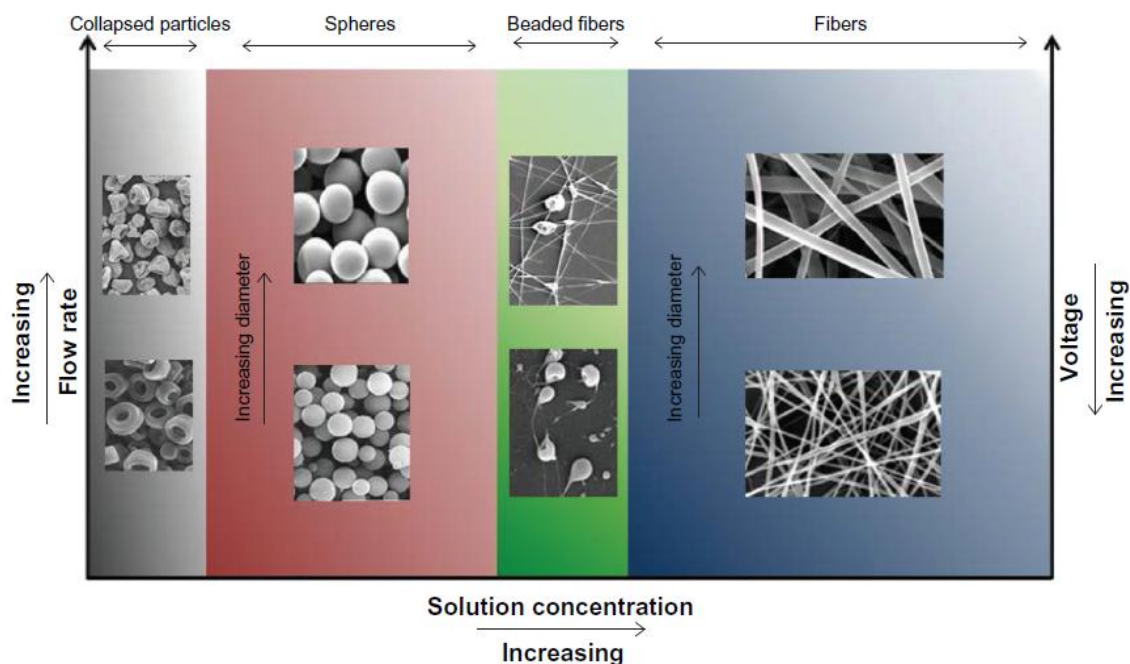 Collapsed particles
Spheres
Beaded fibers
Fibers
Increasing
Flow rate
Increasing diameter
Increasing diameter
Voltage
Increasing
Solution concentration
Increasing